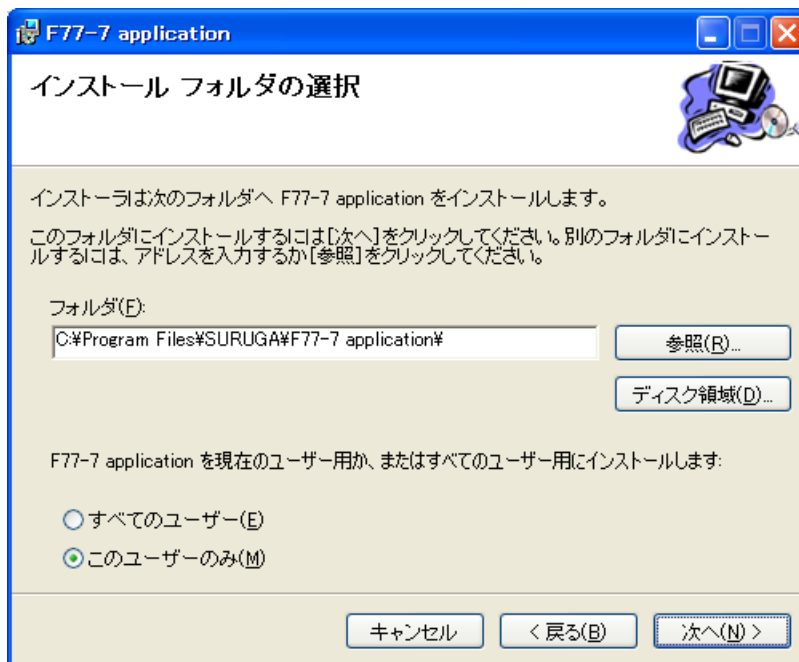 F77-7 application
インストール フォルダの選択
インストーラは次のフォルダへ F77-7 application をインストールします。
このフォルダにインストールするには[次へ]をクリックしてください。別のフォルダにインストー
ルするには、アドレスを入力するか[参照]をクリックしてください。
フォルダ(F):
C:¥Program Files¥SURUGA¥F77-7 application¥
参照(R)...
ディスク領域(D)...
F77-7 application を現在のユーザー用か、またはすべてのユーザー用にインストールします:
すべてのユーザー(E)
このユーザーのみ(M)
キャンセル
< 戻る(B)
次へ(N) >